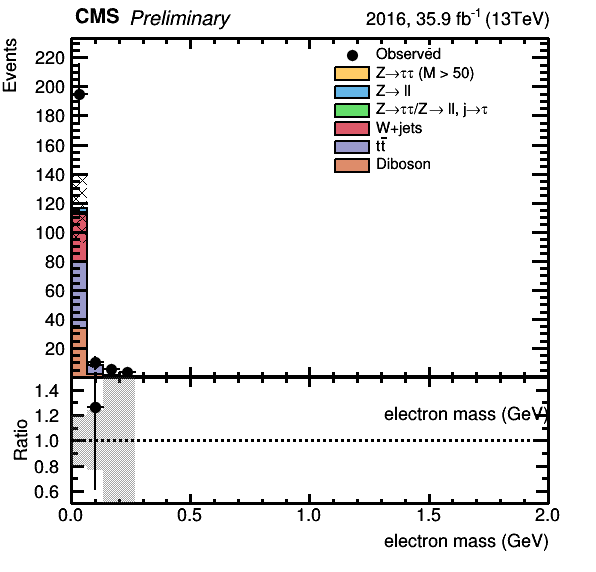 CMS Preliminary 2016, 35.9 fb⁻¹ (13TeV)
Events
220
200
180
160
140
120
100
80
60
40
20
Observed
Z→ττ (M > 50)
Z→ ll
Z→ττ/Z→ ll, j→τ
W+jets
tt̄
Diboson
Ratio
1.4
1.2
1.0
0.8
0.6
electron mass (GeV)
0.0 0.5 1.0 1.5 2.0
electron mass (GeV)